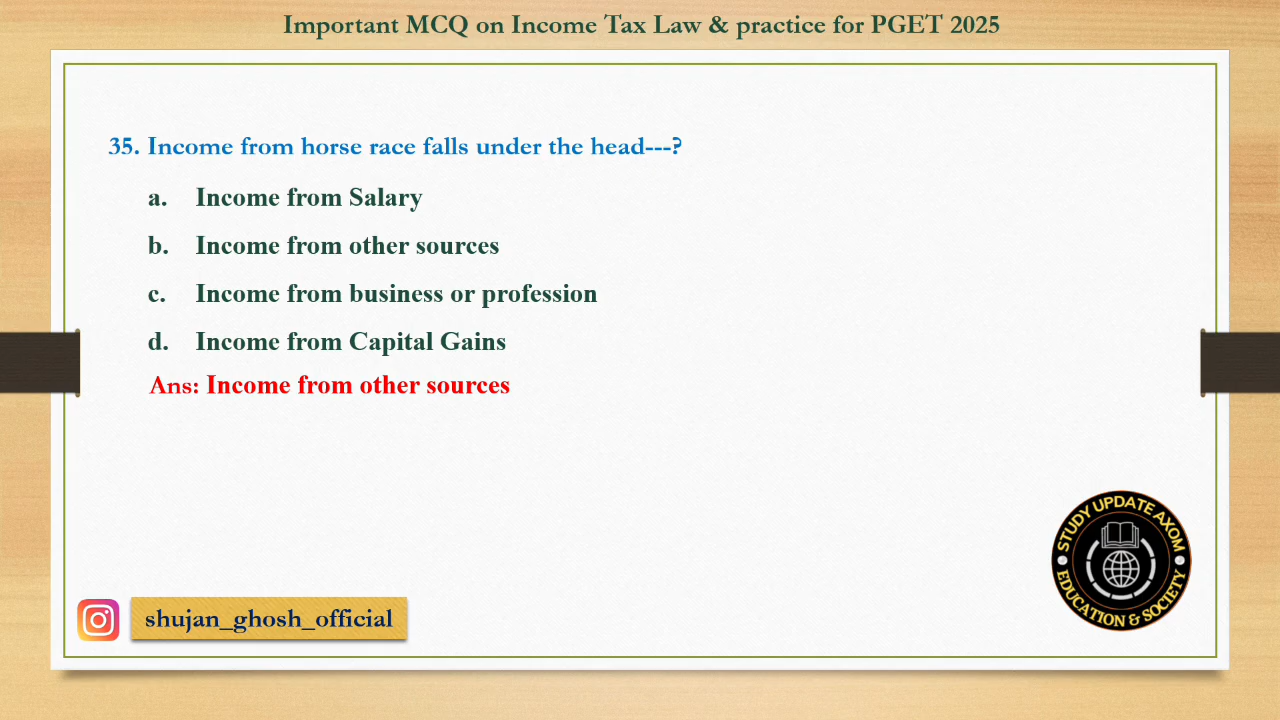 Important MCQ on Income Tax Law & practice for PGET 2025
35. Income from horse race falls under the head---?
a. Income from Salary
b. Income from other sources
c. Income from business or profession
d. Income from Capital Gains
Ans: Income from other sources
STUDY UPDATE AXOM
EDUCATION & SOCIETY
shujan_ghosh_official